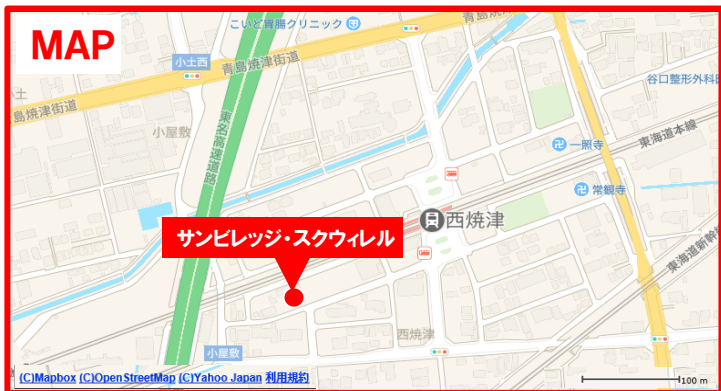 MAP
こいど胃腸クリニック
小土西
青島焼津街道
青島焼津街道
小土
小屋敷
東名高速道路
谷口整形外科医
一照寺
東海道本線
常観寺
サンビレッジ・スクウィレル
西焼津
東海道新幹線
西焼津
小屋敷
(C)Mapbox (C)OpenStreetMap (C)Yahoo Japan 利用規約
100 m